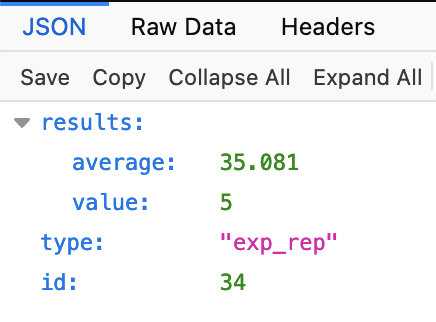 JSON Raw Data Headers
Save Copy Collapse All Expand All
results:
average: 35.081
value: 5
type: "exp_rep"
id: 34